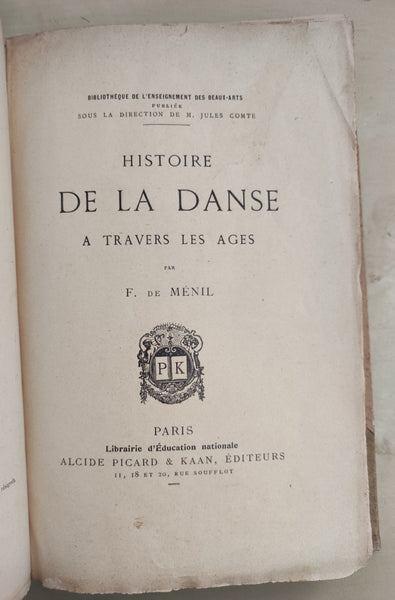 BIBLIOTHÈQUE DE L'ENSEIGNEMENT DES BEAUX-ARTS
PUBLIÉE
SOUS LA DIRECTION DE M. JULES COMTE
HISTOIRE
DE LA DANSE
A TRAVERS LES AGES
PAR
F. DE MÉNIL
P K
PARIS
Librairie d'Éducation nationale
ALCIDE PICARD & KAAN, ÉDITEURS
11, 18 ET 20, RUE SOUFFLOT